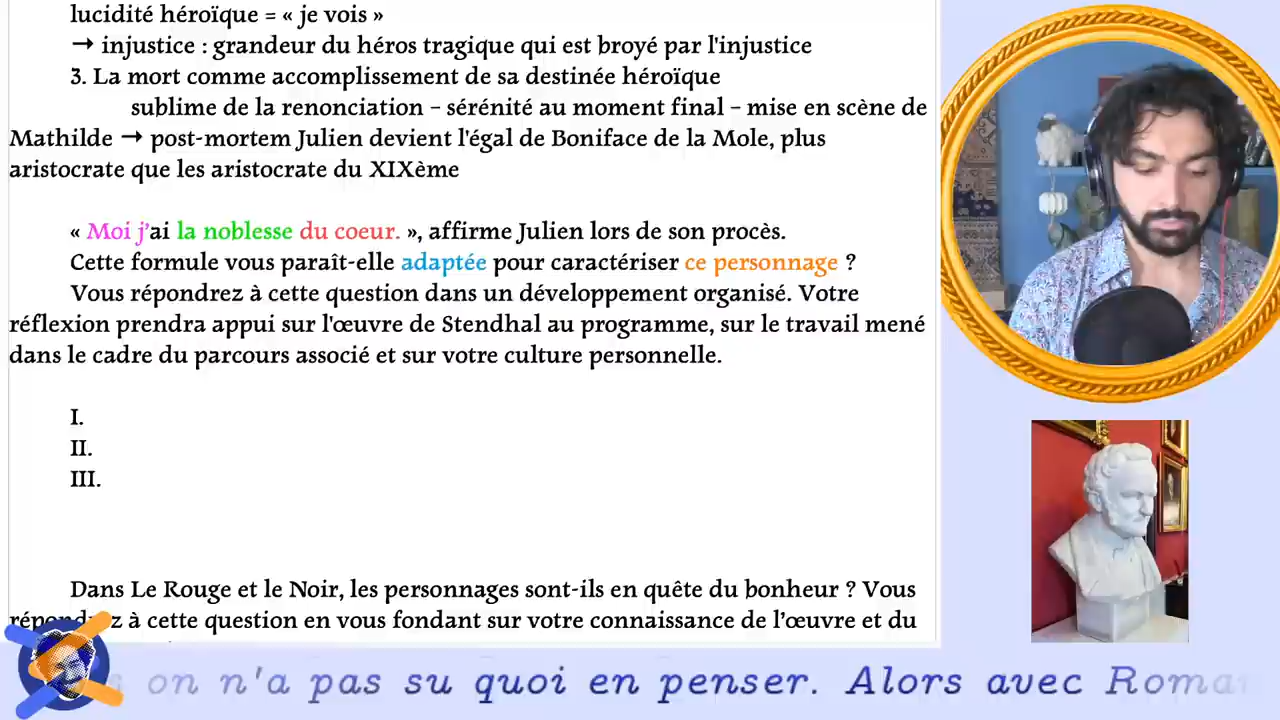 lucidité héroïque = « je vois »
→ injustice : grandeur du héros tragique qui est broyé par l'injustice
3. La mort comme accomplissement de sa destinée héroïque
sublime de la renonciation – sérénité au moment final – mise en scène de
Mathilde → post-mortem Julien devient l'égal de Boniface de la Mole, plus
aristocrate que les aristocrate du XIXème
« Moi j'ai la noblesse du coeur. », affirme Julien lors de son procès.
Cette formule vous paraît-elle adaptée pour caractériser ce personnage ?
Vous répondrez à cette question dans un développement organisé. Votre
réflexion prendra appui sur l'œuvre de Stendhal au programme, sur le travail mené
dans le cadre du parcours associé et sur votre culture personnelle.
I.
II.
III.
Dans Le Rouge et le Noir, les personnages sont-ils en quête du bonheur ? Vous
répondrez à cette question en vous fondant sur votre connaissance de l'œuvre et du
on n'a pas su quoi en penser. Alors avec